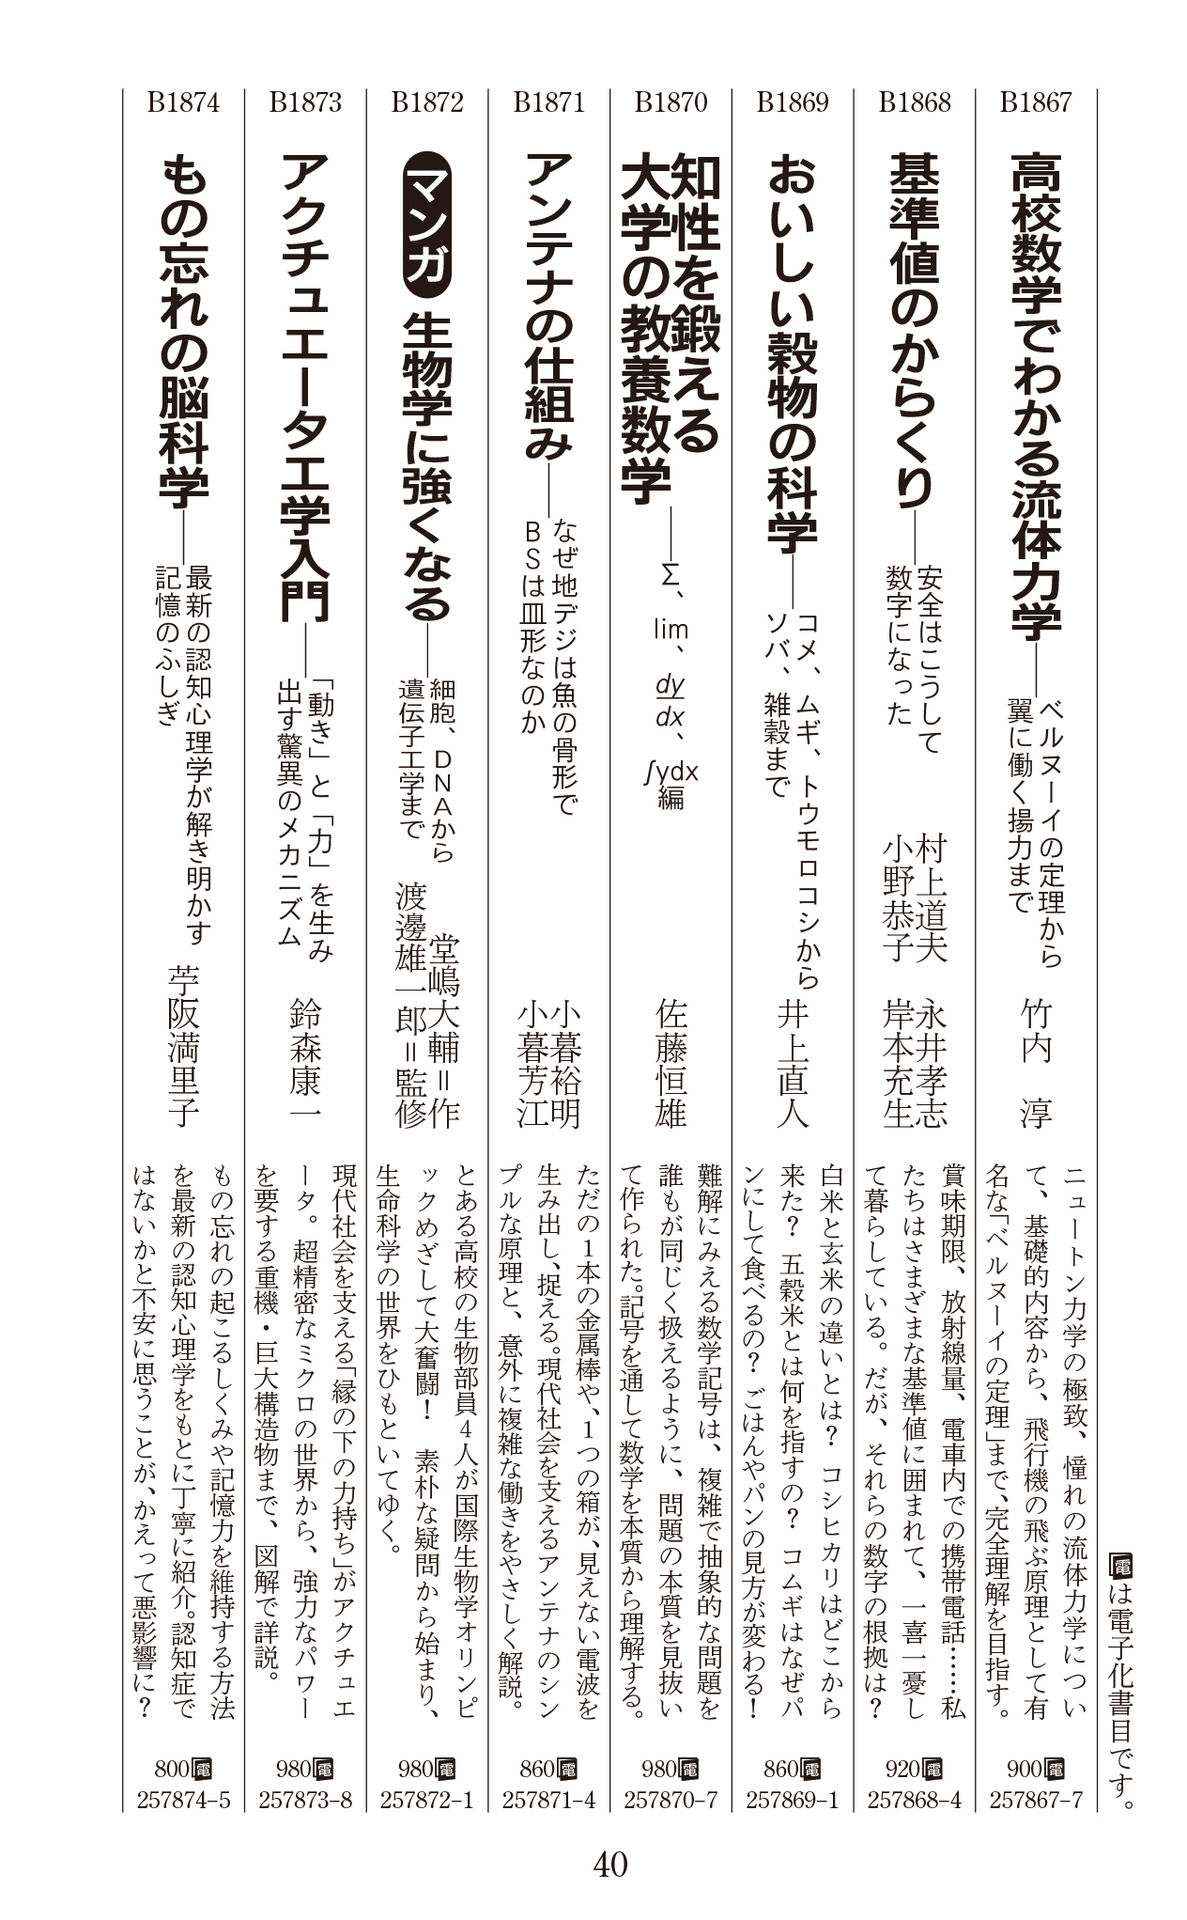 電は電子化書目です。
B1867
高校数学でわかる流体力学
ベルヌーイの定理から
翼に働く揚力まで
竹内 淳
ニュートン力学の極致、憧れの流体力学につい
て、基礎的内容から、飛行機の飛ぶ原理として有
名な「ベルヌーイの定理」まで、完全理解を目指す。
900電
257867-7
B1868
基準値のからくり
安全はこうして
数字になった
村上道夫 永井孝志
小野恭子 岸本充生
賞味期限、放射線量、電車内での携帯電話……私
たちはさまざまな基準値に囲まれて、一喜一憂し
て暮らしている。だが、それらの数字の根拠は?
920電
257868-4
B1869
おいしい穀物の科学
コメ、ムギ、トウモロコシから
ソバ、雑穀まで
井上直人
白米と玄米の違いとは? コシヒカリはどこから
来た? 五穀米とは何を指すの? コムギはなぜパ
ンにして食べるの? ごはんやパンの見方が変わる!
860電
257869-1
B1870
知性を鍛える
大学の教養数学
Σ、lim、dy/dx、∫ydx編
佐藤恒雄
難解にみえる数学記号は、複雑で抽象的な問題を
誰もが同じく扱えるように、問題の本質を見抜い
て作られた。記号を通して数学を本質から理解する。
980電
257870-7
B1871
アンテナの仕組み
なぜ地デジは魚の骨形で
BSは皿形なのか
小暮裕明
小暮芳江
ただの1本の金属棒や、1つの箱が、見えない電波を
生み出し、捉える。現代社会を支えるアンテナのシン
プルな原理と、意外に複雑な働きをやさしく解説。
860電
257871-4
B1872
マンガ 生物学に強くなる
細胞、DNAから
遺伝子工学まで
堂嶋大輔=作
渡邊雄一郎=監修
とある高校の生物部員4人が国際生物学オリンピ
ックめざして大奮闘! 素朴な疑問から始まり、
生命科学の世界をひもといてゆく。
980電
257872-1
B1873
アクチュエータ工学入門
「動き」と「力」を生み
出す驚異のメカニズム
鈴森康一
現代社会を支える「縁の下の力持ち」がアクチュエ
ータ。超精密なミクロの世界から、強力なパワー
を要する重機・巨大構造物まで、図解で詳説。
980電
257873-8
B1874
もの忘れの脳科学
最新の認知心理学が解き明かす
記憶のふしぎ
苧阪満里子
もの忘れの起こるしくみや記憶力を維持する方法
を最新の認知心理学をもとに丁寧に紹介。認知症で
はないかと不安に思うことが、かえって悪影響に?
800電
257874-5
40